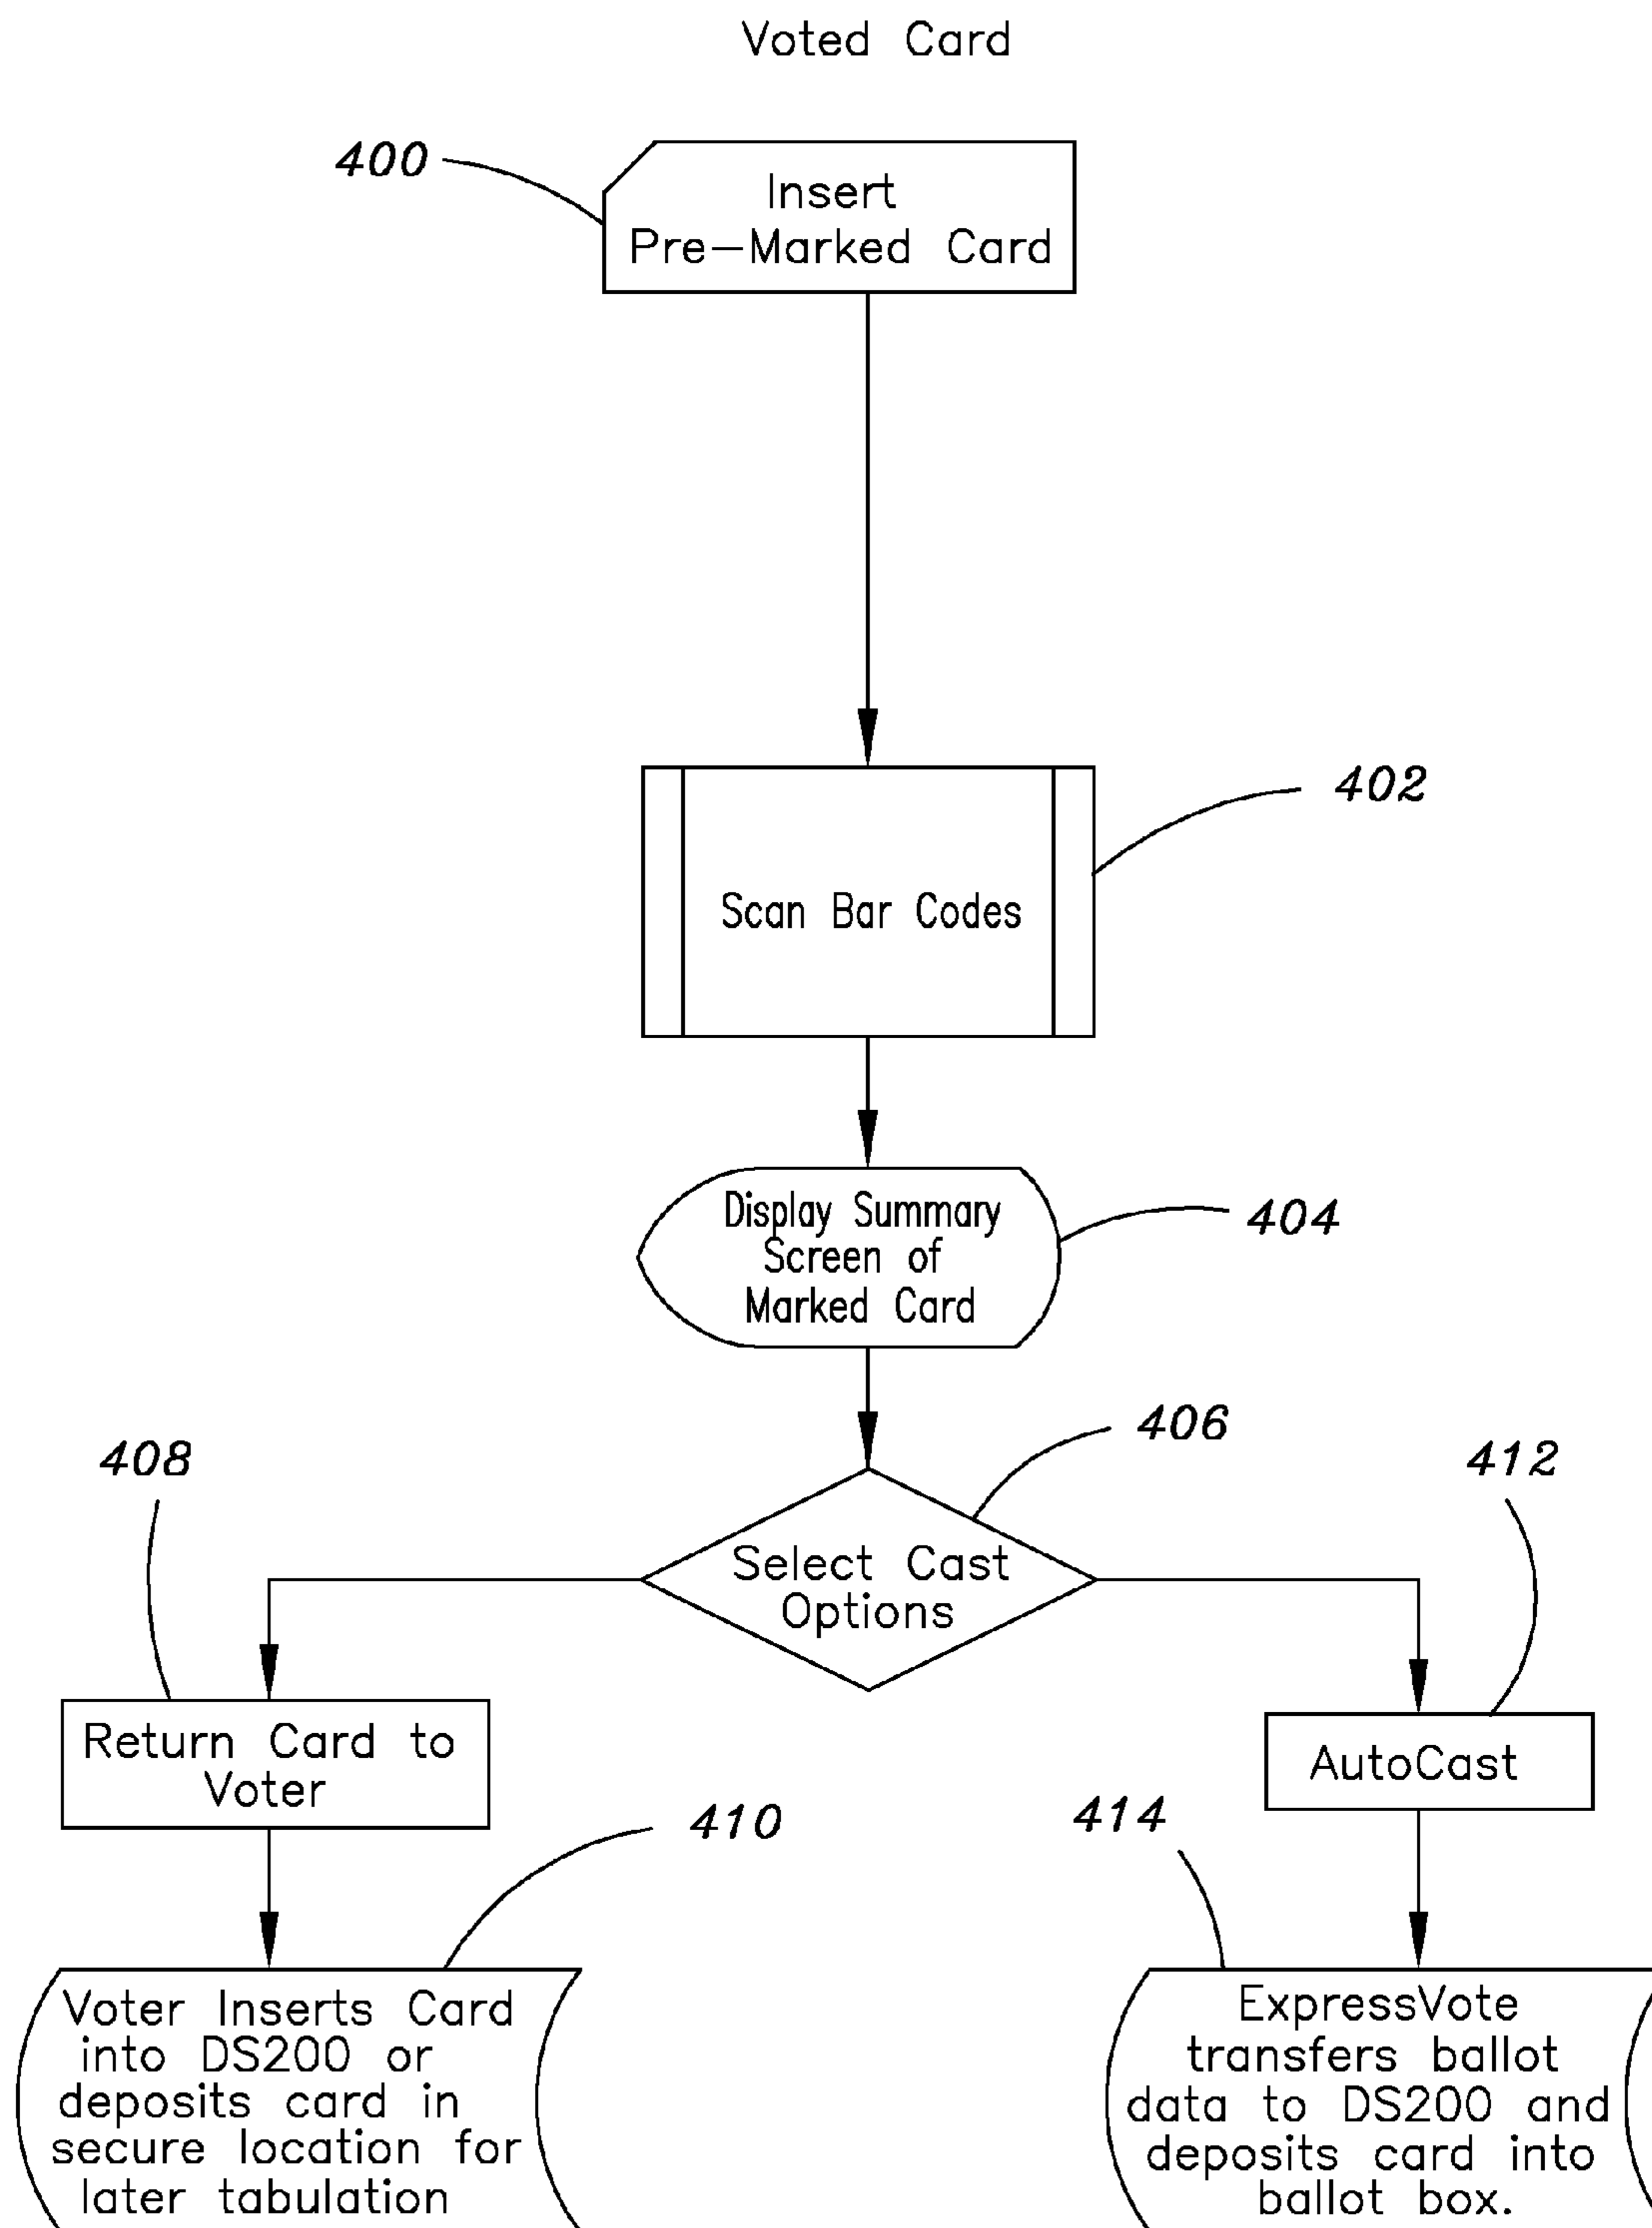 Voted Card
400
Insert
Pre-Marked Card
402
Scan Bar Codes
404
Display Summary
Screen of
Marked Card
406
Select Cast
Options
408
Return Card to
Voter
410
Voter Inserts Card
into DS200 or
deposits card in
secure location for
later tabulation
412
AutoCast
414
ExpressVote
transfers ballot
data to DS200 and
deposits card into
ballot box.